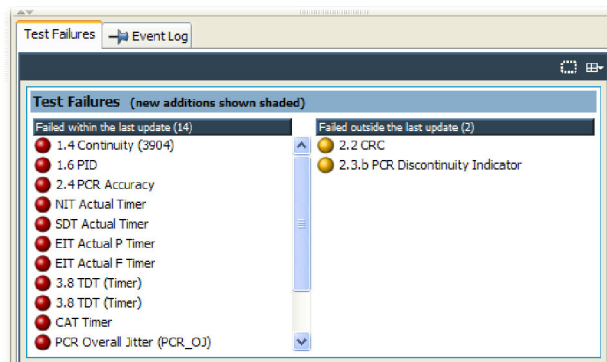 Test Failures
Event Log
Test Failures (new additions shown shaded)
Failed within the last update (14)
1.4 Continuity (3904)
1.6 PID
2.4 PCR Accuracy
NIT Actual Timer
SDT Actual Timer
EIT Actual P Timer
EIT Actual F Timer
3.8 TDT (Timer)
3.8 TDT (Timer)
CAT Timer
PCR Overall Jitter (PCR_OJ)
Failed outside the last update (2)
2.2 CRC
2.3.b PCR Discontinuity Indicator